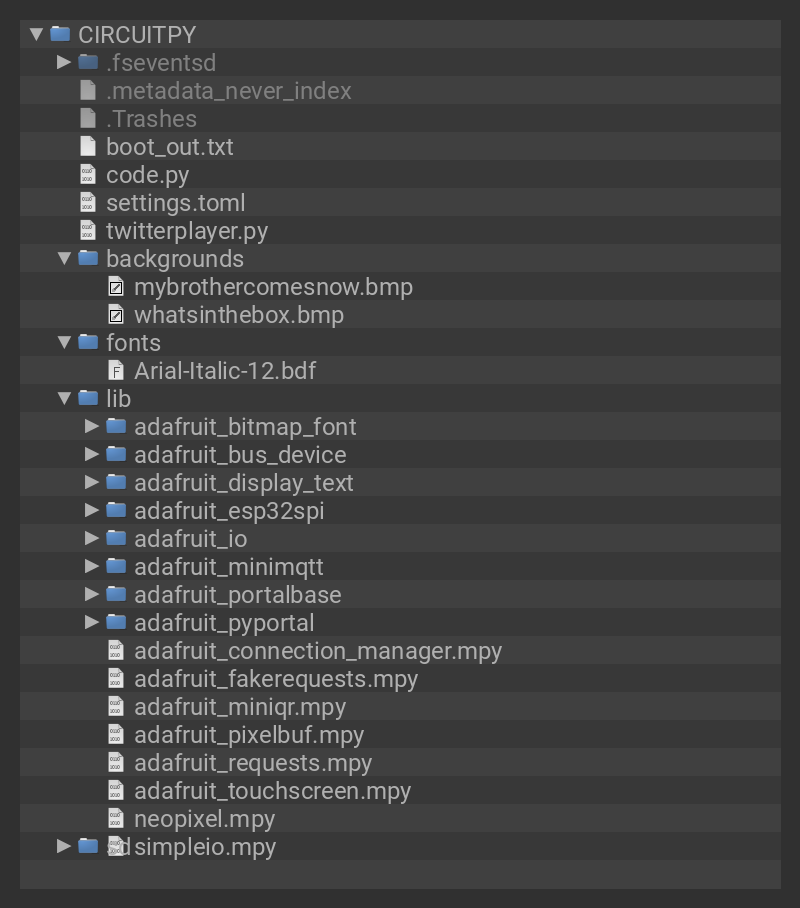 CIRCUITPY
.fseventsd
.metadata_never_index
.Trashes
boot_out.txt
code.py
settings.toml
twitterplayer.py
backgrounds
mybrothercomesnow.bmp
whatsinthebox.bmp
fonts
Arial-Italic-12.bdf
lib
adafruit_bitmap_font
adafruit_bus_device
adafruit_display_text
adafruit_esp32spi
adafruit_io
adafruit_minimqtt
adafruit_portalbase
adafruit_pyportal
adafruit_connection_manager.mpy
adafruit_fakerequests.mpy
adafruit_miniqr.mpy
adafruit_pixelbuf.mpy
adafruit_requests.mpy
adafruit_touchscreen.mpy
neopixel.mpy
sd simpleio.mpy